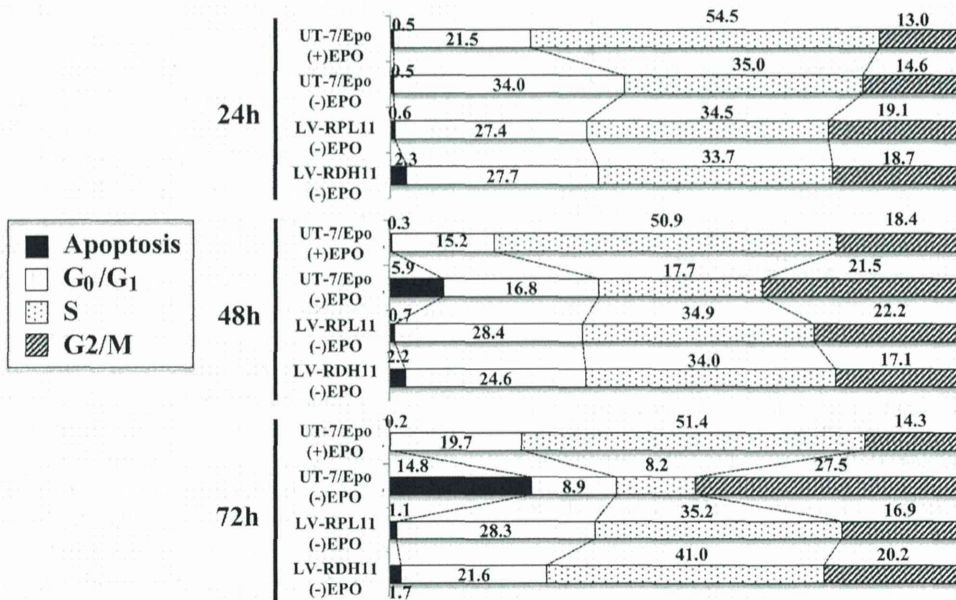 54.5
0.5 13.0
UT-7/Epo
(+)EPO 21.5
35.0 14.6
0.5
UT-7/Epo
(-)EPO 34.0
34.5 19.1
24h
0.6
LV-RPL11
(-)EPO 27.4
33.7 18.7
2.3
LV-RDH11
(-)EPO 27.7
Apoptosis
G0/G1
S
G2/M
0.3 50.9 18.4
UT-7/Epo
(+)EPO 15.2
5.9 17.7 21.5
UT-7/Epo
(-)EPO 16.8
48h
0.7 34.9 22.2
LV-RPL11
(-)EPO 28.4
2.2 34.0 17.1
LV-RDH11
(-)EPO 24.6
0.2 51.4 14.3
UT-7/Epo
(+)EPO 19.7
14.8 8.2 27.5
UT-7/Epo
(-)EPO 8.9
72h
1.1 35.2 16.9
LV-RPL11
(-)EPO 28.3
41.0 20.2
LV-RDH11
(-)EPO 21.6
1.7